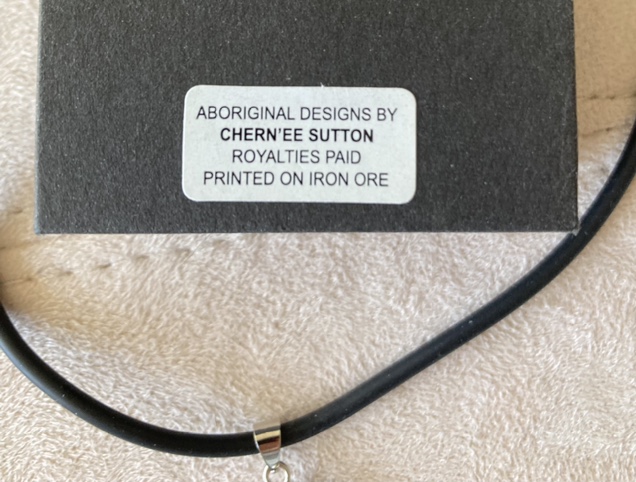 ABORIGINAL DESIGNS BY
CHERN'EE SUTTON
ROYALTIES PAID
PRINTED ON IRON ORE